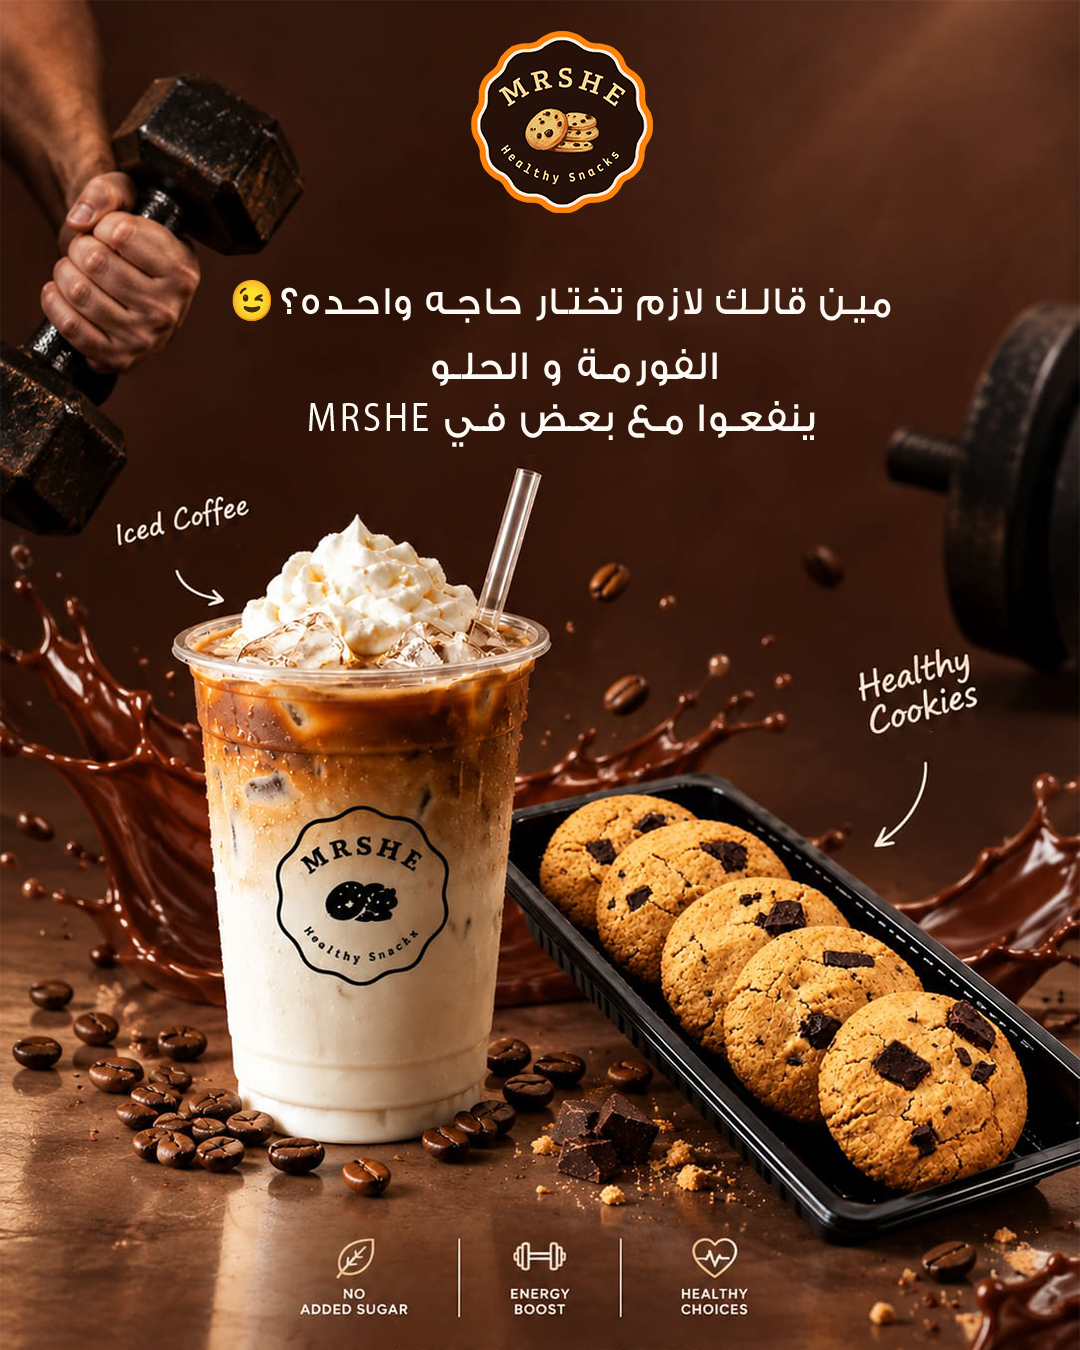 MRSHE
Healthy Snacks
مين قالك لازم تختار حاجه واحده؟😉
الفورمة و الحلو
ينفعوا مع بعض في MRSHE
Iced Coffee
Healthy
Cookies
MRSHE
Healthy Snackx
NO
ADDED SUGAR
ENERGY
BOOST
HEALTHY
CHOICES